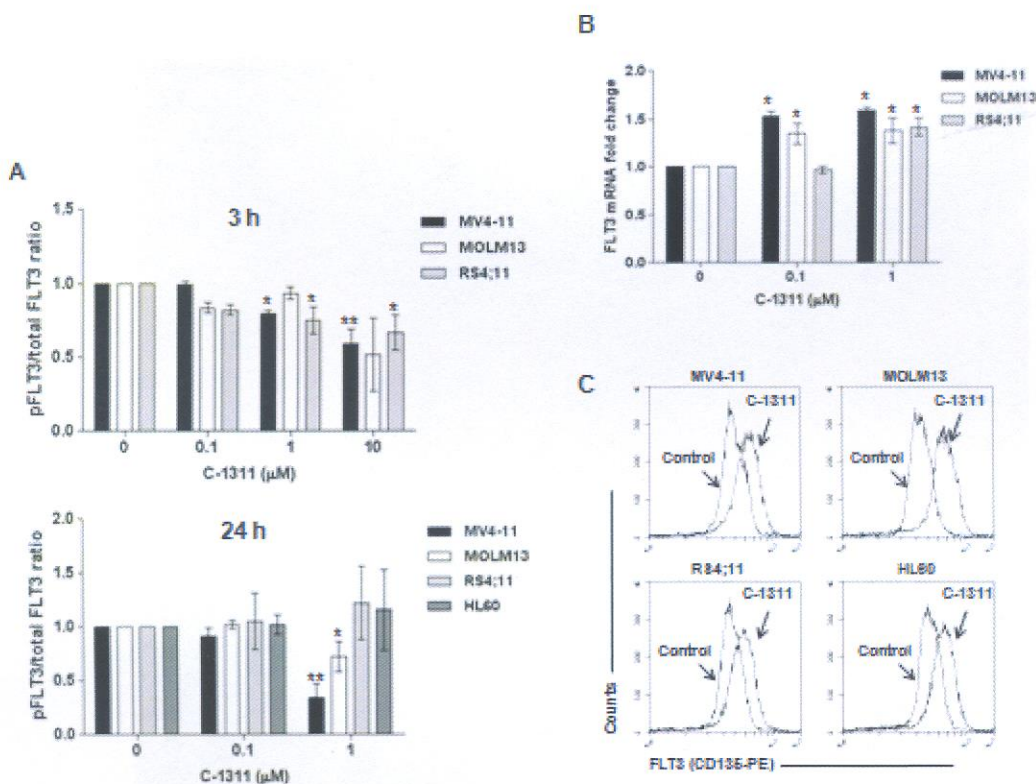 A
3 h
pFLT3/total FLT3 ratio
1.5
1.0
0.5
0.0
0
0.1
1
10
C-1311 (µM)
MV4-11
MOLM13
RS4;11
*
*
**
*
24 h
pFLT3/total FLT3 ratio
2.0
1.5
1.0
0.5
0.0
0
0.1
1
C-1311 (µM)
MV4-11
MOLM13
RS4;11
HL60
**
*
B
FLT3 mRNA fold change
2.0
1.5
1.0
0.5
0.0
0
0.1
1
C-1311 (µM)
MV4-11
MOLM13
RS4;11
*
*
*
*
*
C
MV4-11
C-1311
Control
MOLM13
C-1311
Control
RS4;11
C-1311
Control
HL60
C-1311
Control
Counts
FLT3 (CD135-PE)